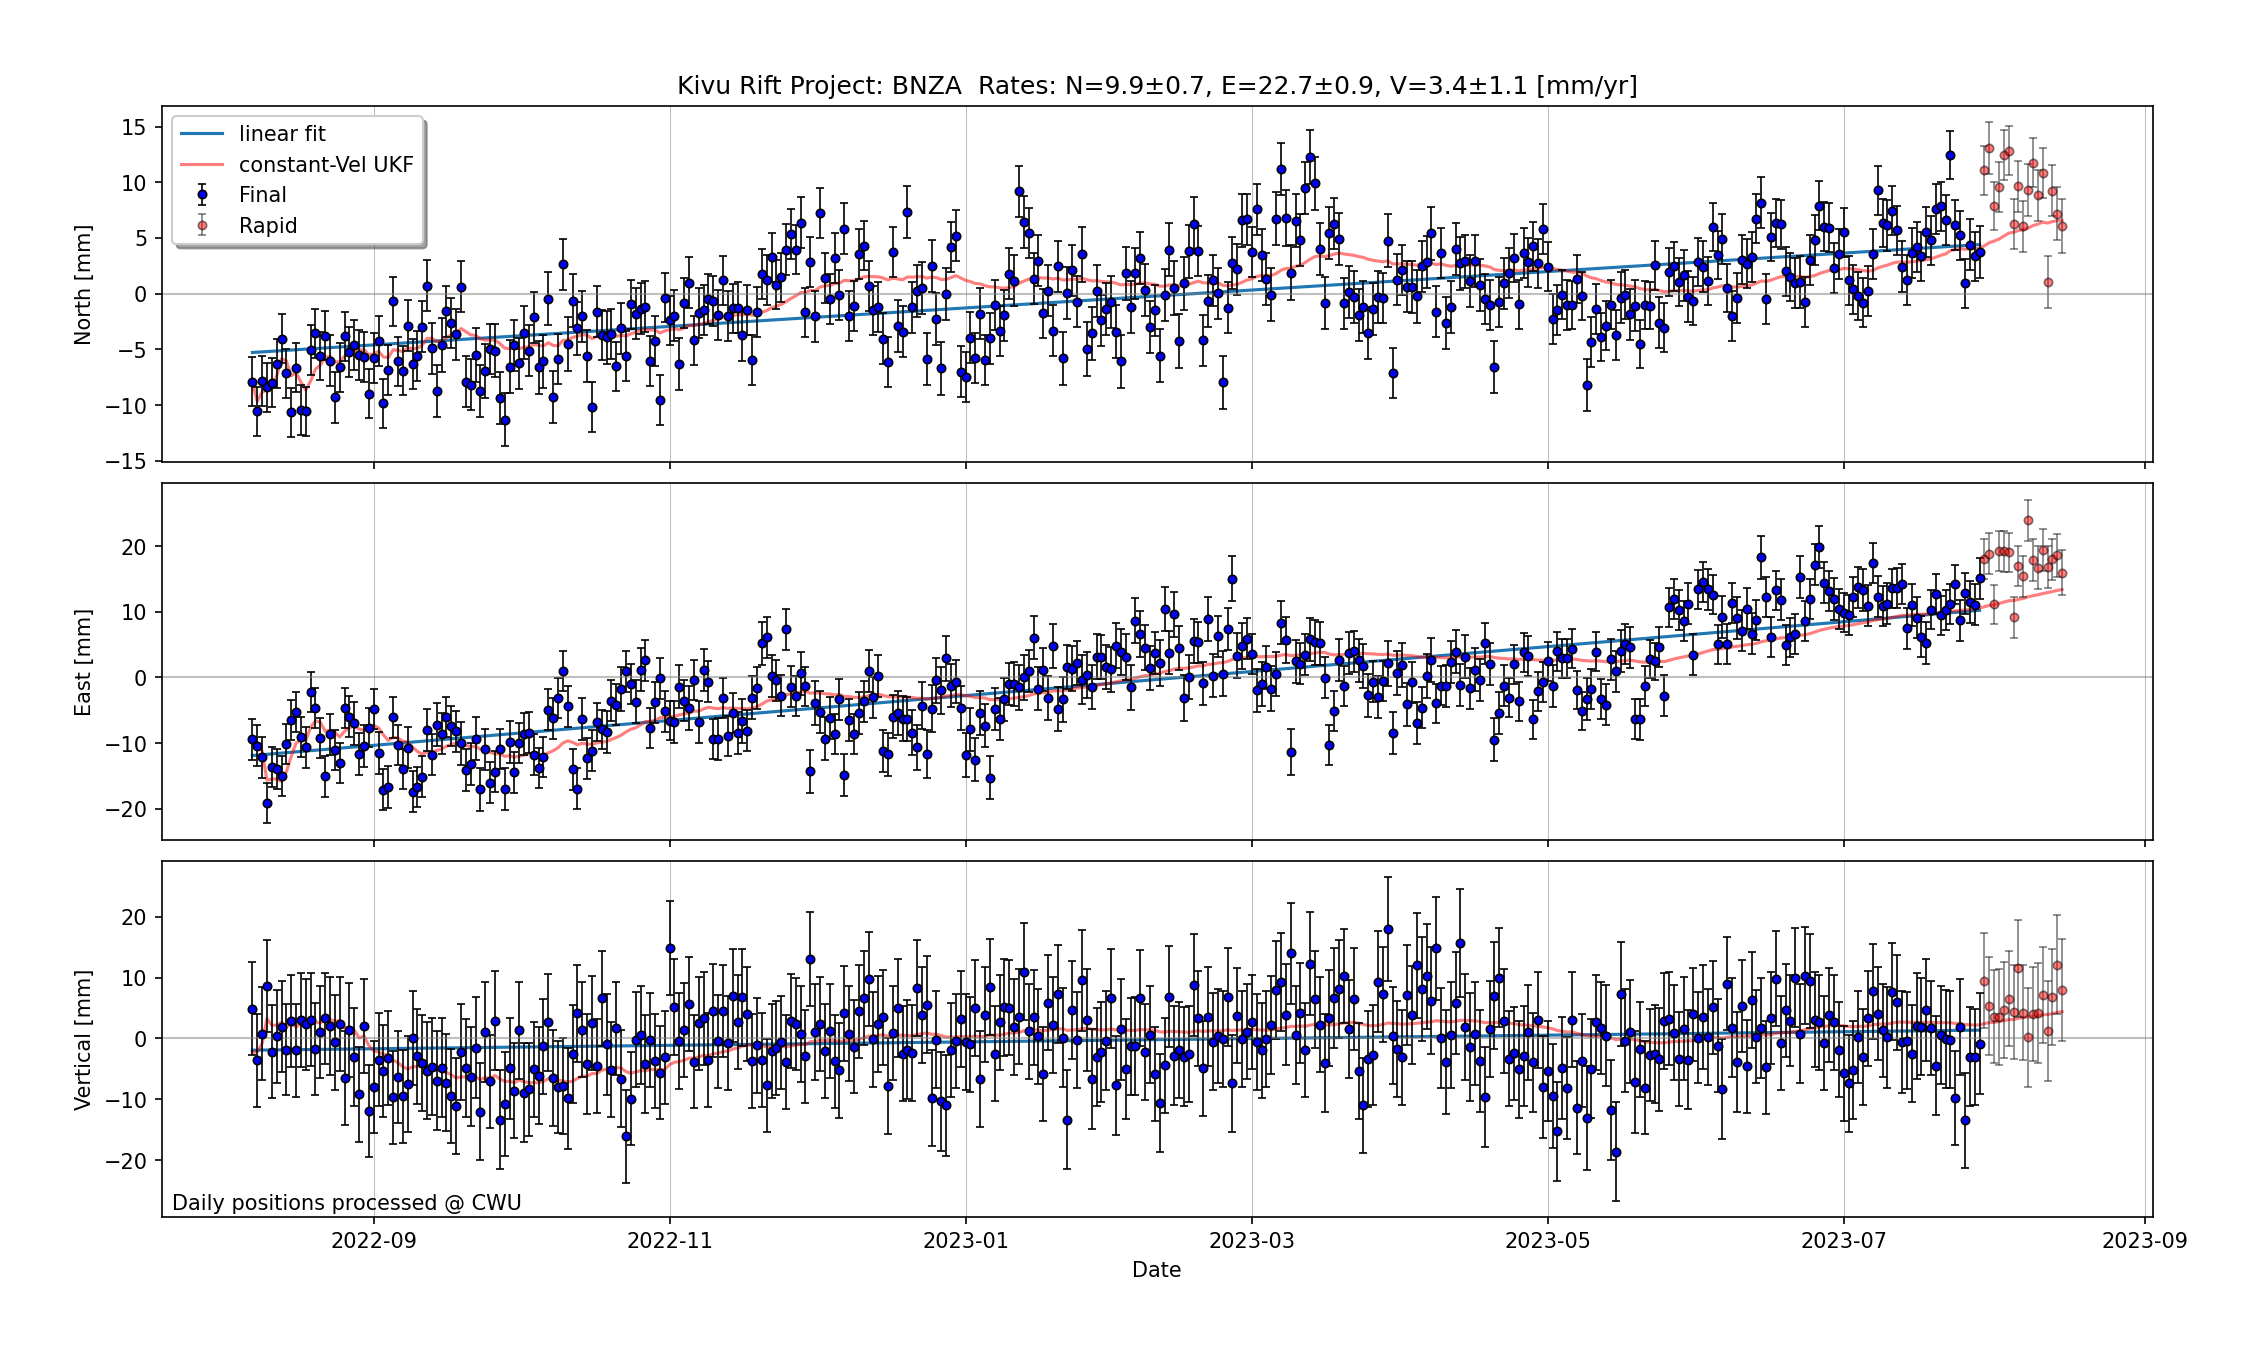 Kivu Rift Project: BNZA  Rates: N=9.9±0.7, E=22.7±0.9, V=3.4±1.1 [mm/yr]
linear fit
constant-Vel UKF
Final
Rapid
North [mm]
15
10
5
0
−5
−10
−15
East [mm]
20
10
0
−10
−20
Vertical [mm]
20
10
0
−10
−20
Daily positions processed @ CWU
2022-09 2022-11 2023-01 2023-03 2023-05 2023-07 2023-09
Date